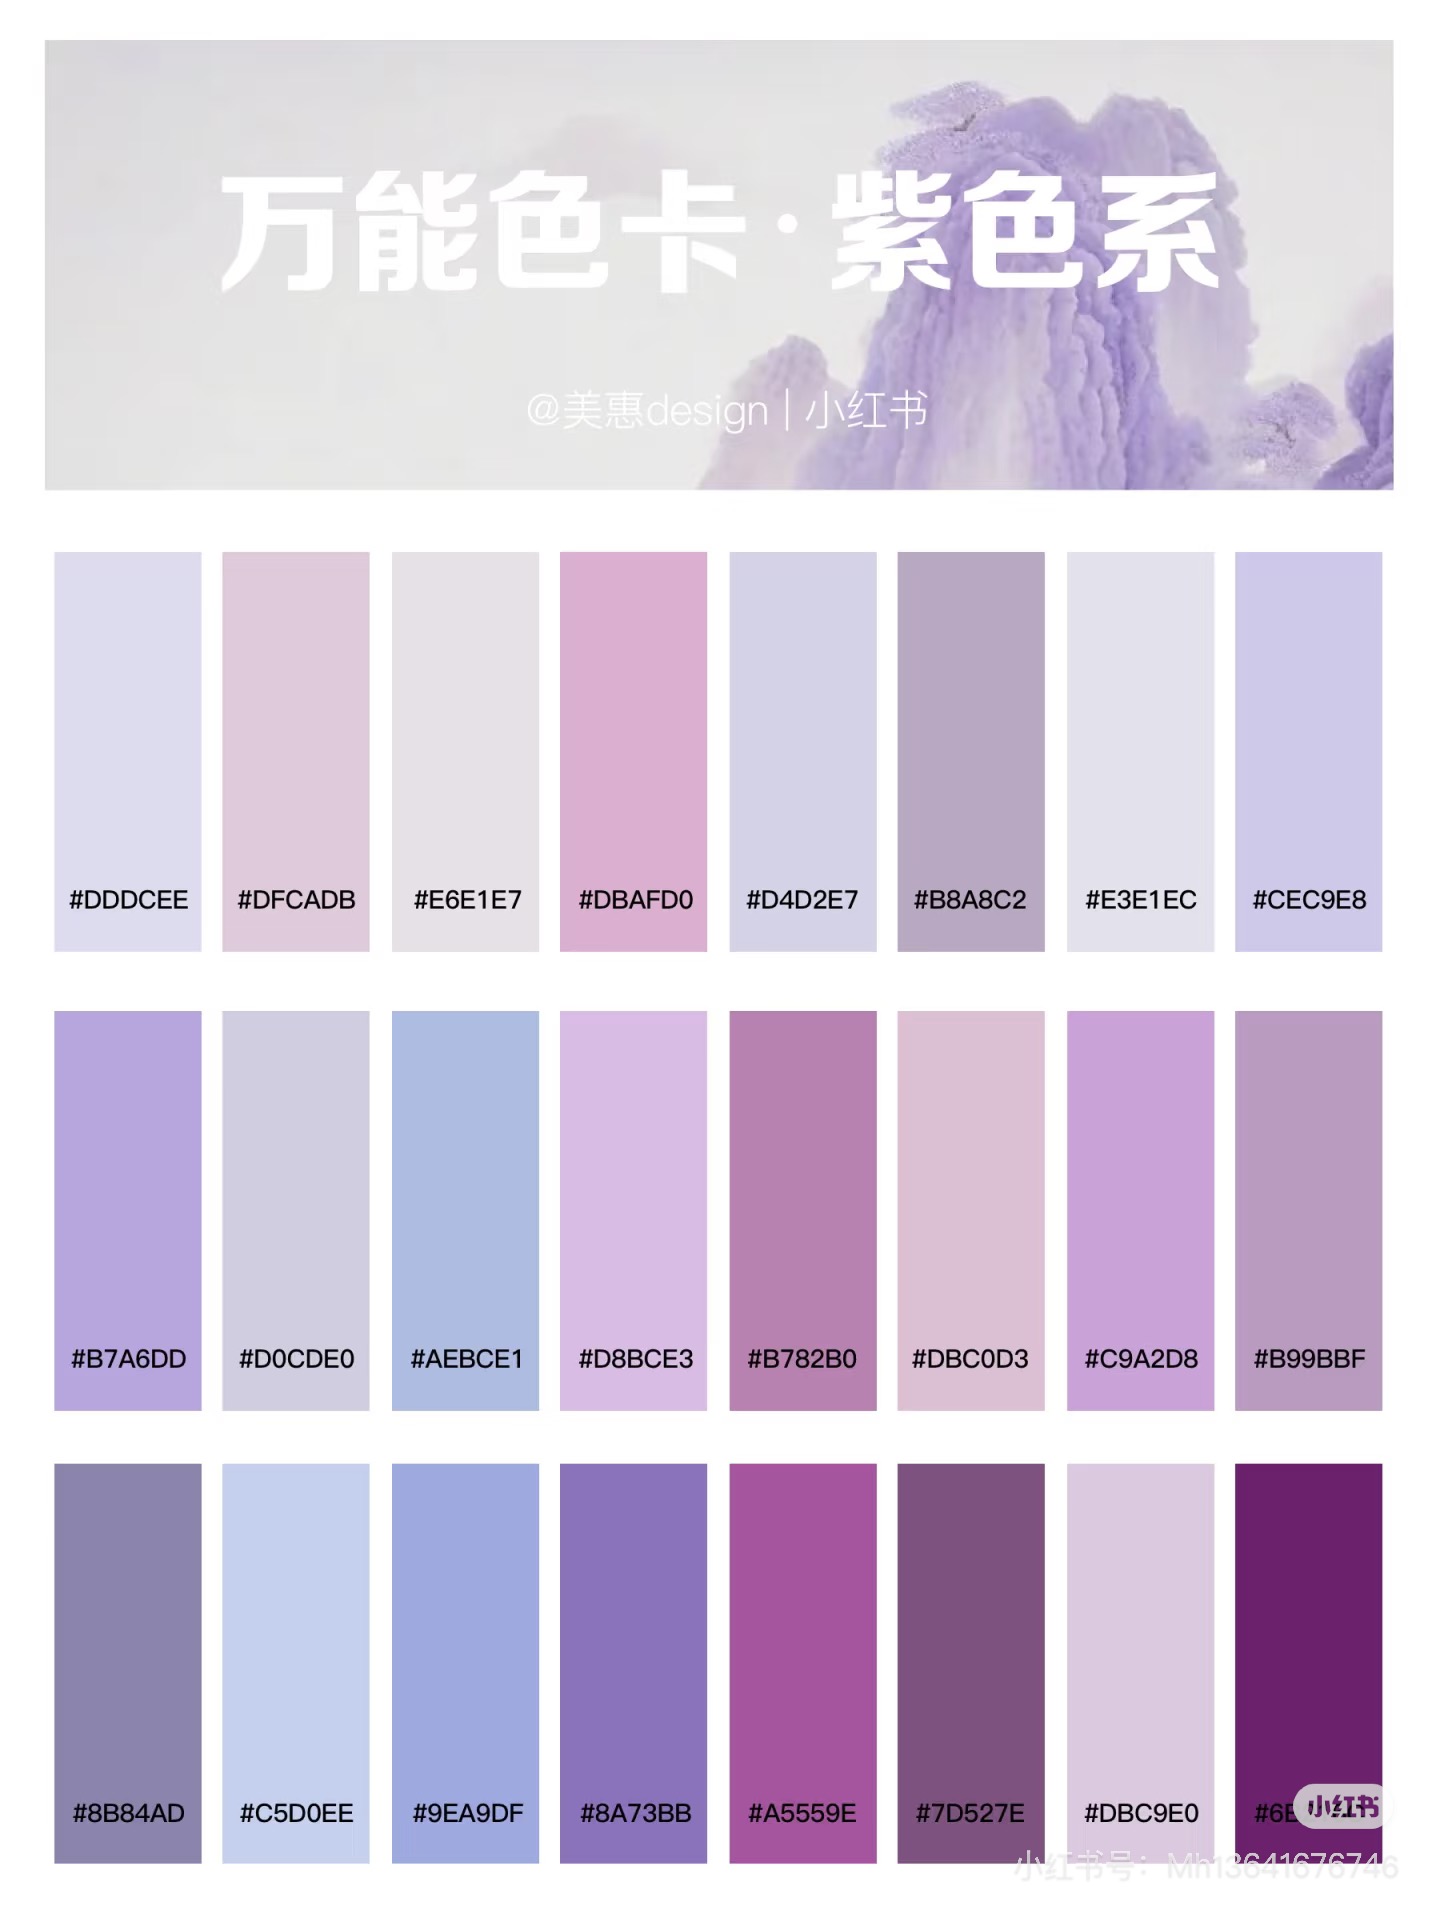 万能色卡·紫色系
@美惠design | 小红书
#DDDCEE #DFCADB #E6E1E7 #DBAFD0 #D4D2E7 #B8A8C2 #E3E1EC #CEC9E8
#B7A6DD #D0CDE0 #AEBCE1 #D8BCE3 #B782B0 #DBC0D3 #C9A2D8 #B99BBF
#8B84AD #C5D0EE #9EA9DF #8A73BB #A5559E #7D527E #DBC9E0
小红书
小红书号：Mh13641676746